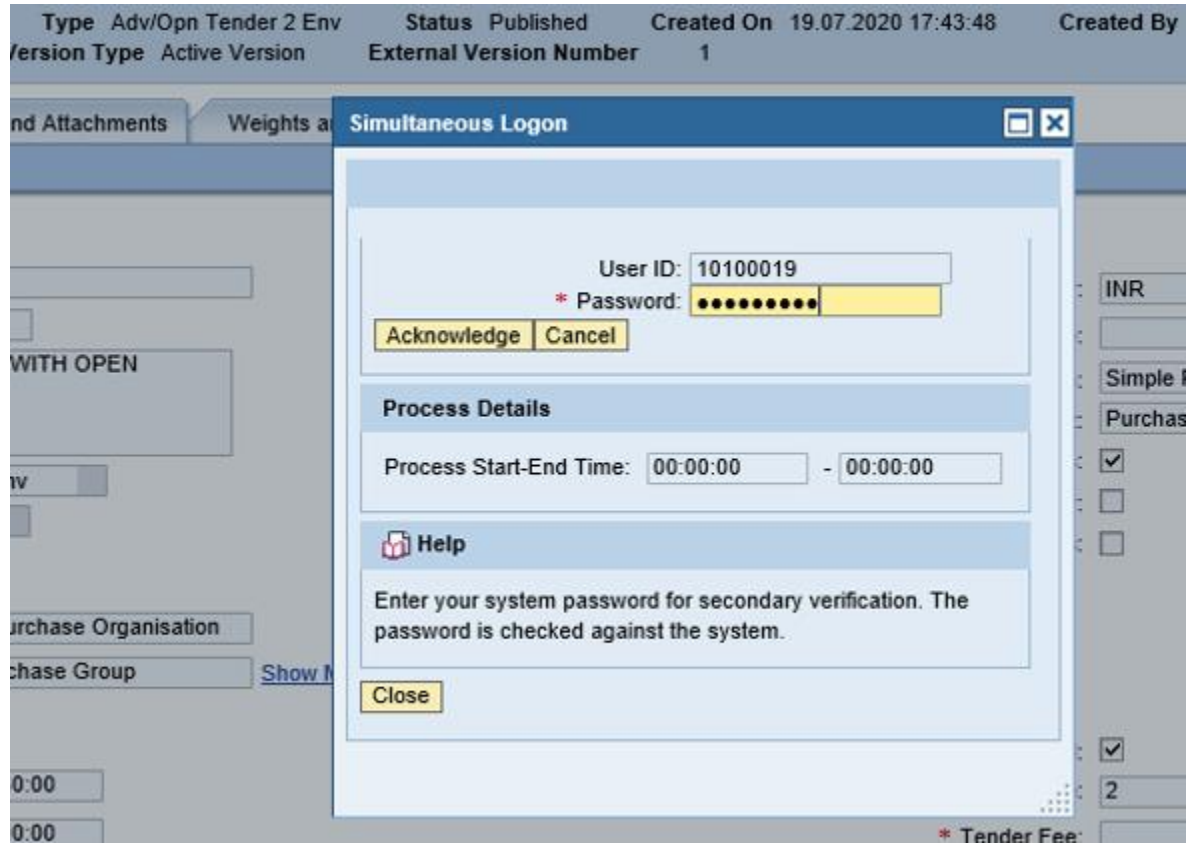 Type Adv/Opn Tender 2 Env Status Published Created On 19.07.2020 17:43:48 Created By
Version Type Active Version External Version Number 1
nd Attachments Weights a
Simultaneous Logon
User ID: 10100019
* Password: ●●●●●●●●●
Acknowledge Cancel
Process Details
Process Start-End Time: 00:00:00 - 00:00:00
Help
Enter your system password for secondary verification. The
password is checked against the system.
Close
WITH OPEN
nv
urchase Organisation
chase Group Show
0:00
0:00
INR
Simple
Purchas
2
* Tender Fee: